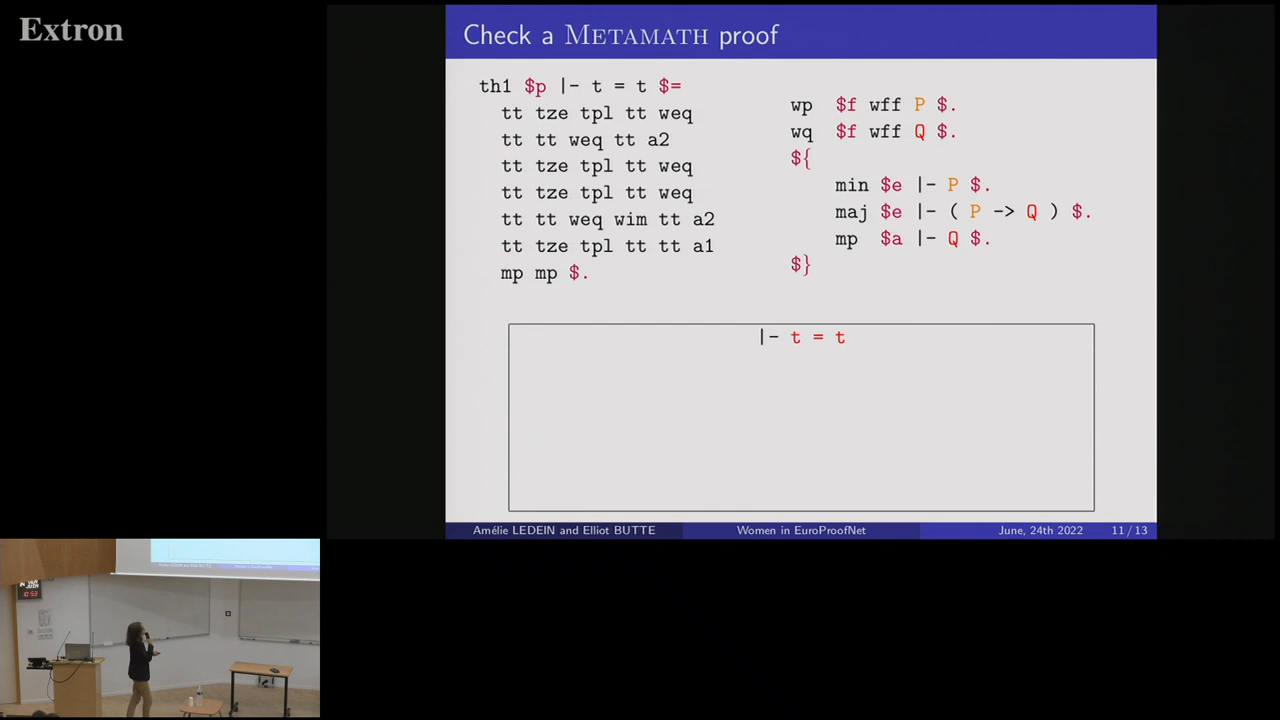 Extron
Check a METAMATH proof
th1 $p |- t = t $=
tt tze tpl tt weq
tt tt weq tt a2
tt tze tpl tt weq
tt tze tpl tt weq
tt tt weq wim tt a2
tt tze tpl tt tt a1
mp mp $.
wp $f wff P $.
wq $f wff Q $.
${
min $e |- P $.
maj $e |- ( P -> Q ) $.
mp $a |- Q $.
$}
|- t = t
Amélie LEDEIN and Elliot BUTTE
Women in EuroProofNet
June, 24th 2022
11 / 13
10:53